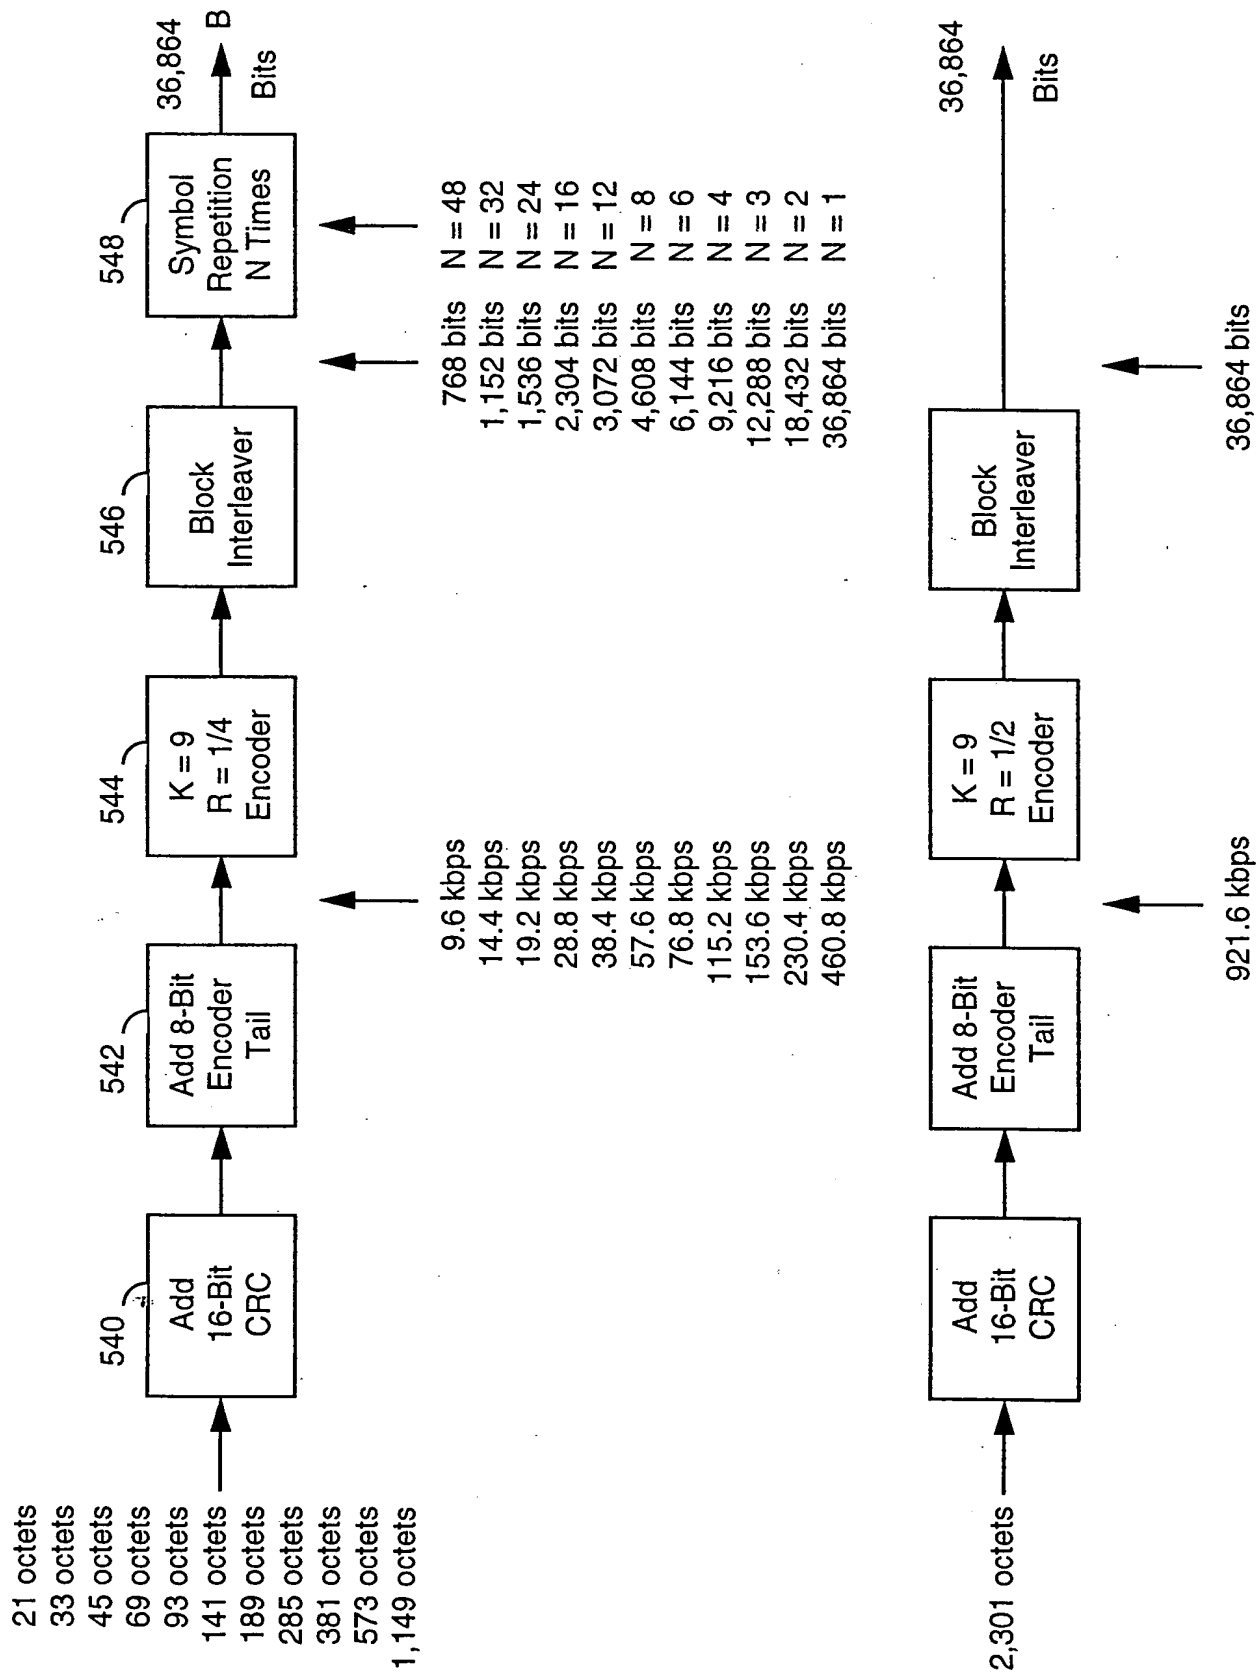 21 octets
33 octets
45 octets
69 octets
93 octets
141 octets
189 octets
285 octets
381 octets
573 octets
1,149 octets
540
Add
16-Bit
CRC
542
Add 8-Bit
Encoder
Tail
9.6 kbps
14.4 kbps
19.2 kbps
28.8 kbps
38.4 kbps
57.6 kbps
76.8 kbps
115.2 kbps
153.6 kbps
230.4 kbps
460.8 kbps
544
K = 9
R = 1/4
Encoder
546
Block
Interleaver
768 bits
1,152 bits
1,536 bits
2,304 bits
3,072 bits
4,608 bits
6,144 bits
9,216 bits
12,288 bits
18,432 bits
36,864 bits
548
Symbol
Repetition
N Times
N = 48
N = 32
N = 24
N = 16
N = 12
N = 8
N = 6
N = 4
N = 3
N = 2
N = 1
36,864
B
Bits
2,301 octets
Add
16-Bit
CRC
Add 8-Bit
Encoder
Tail
921.6 kbps
K = 9
R = 1/2
Encoder
Block
Interleaver
36,864 bits
36,864
Bits